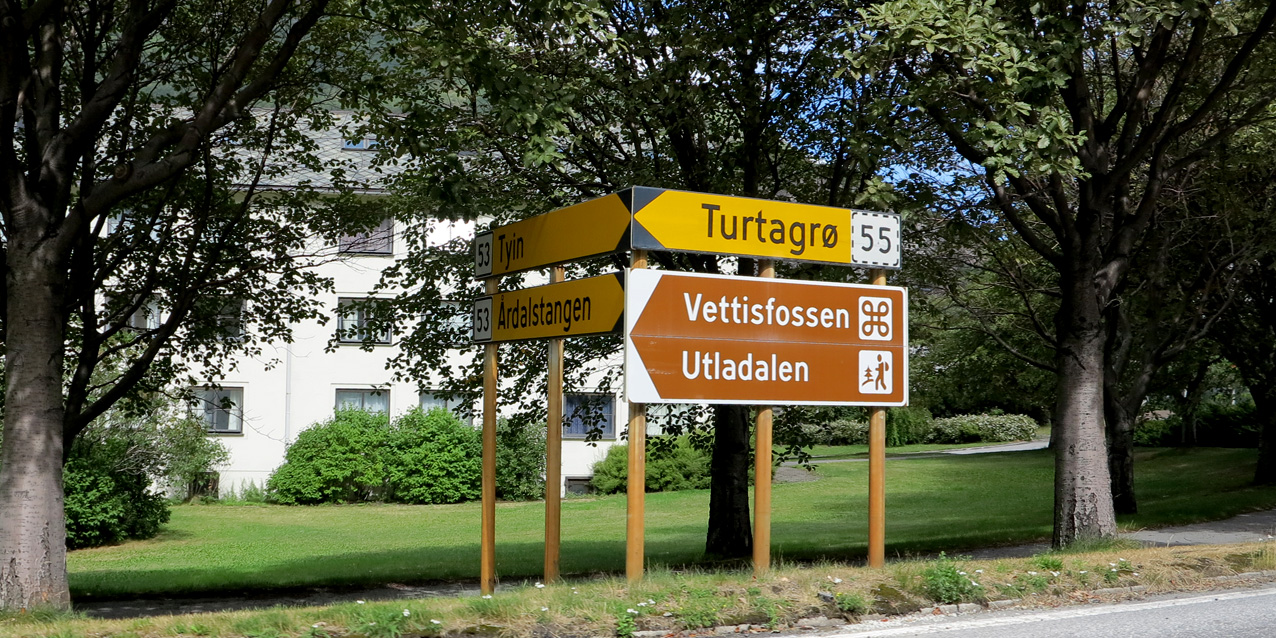 53 Tyin
53 Årdalstangen
Turtagrø 55
Vettisfossen
Utladalen